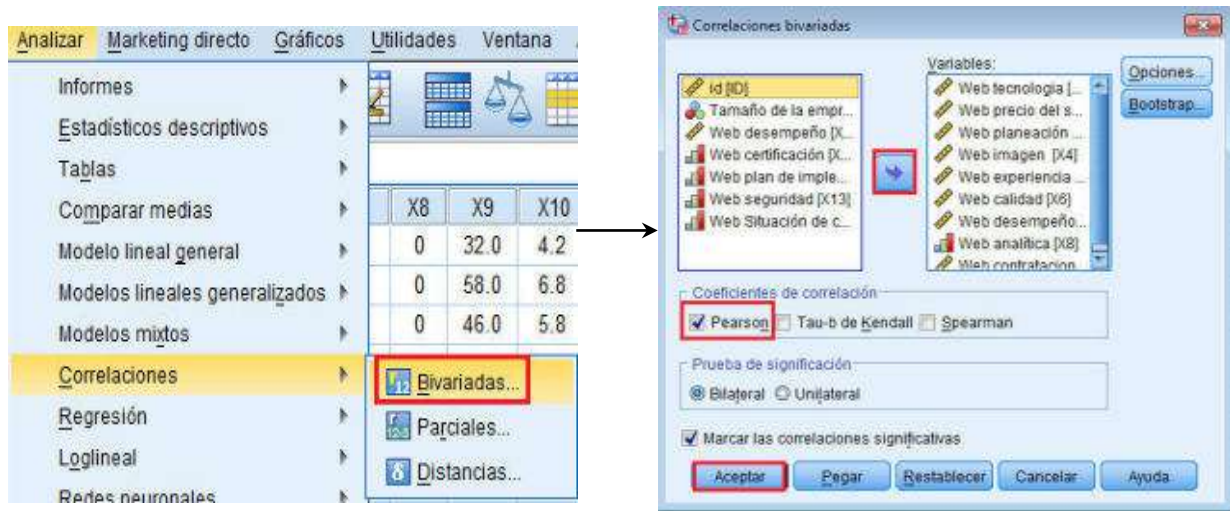 Analizar Marketing directo Gráficos Utilidades Ventana
Informes
Estadísticos descriptivos
Tablas
Comparar medias
Modelo lineal general
Modelos lineales generalizados
Modelos mixtos
Correlaciones
Regresión
Loglineal
Redes neuronales
X8 X9 X10
0 32.0 4.2
0 58.0 6.8
0 46.0 5.8
Bivariadas...
Parciales...
Distancias...
Correlaciones bivariadas
Variables:
Id [ID]
Tamaño de la empr...
Web desempeño [X...
Web certificación [X...
Web plan de imple...
Web seguridad [X13]
Web Situación de c...
Web tecnologia [...
Web precio del s...
Web planeación ...
Web imagen [X4]
Web experiencia ...
Web calidad [X6]
Web desempeño...
Web analítica [X8]
Web contratacion
Opciones...
Bootstrap...
Coeficientes de correlación
Pearson Tau-b de Kendall Spearman
Prueba de significación
Bilateral Unilateral
Marcar las correlaciones significativas
Aceptar Pegar Restablecer Cancelar Ayuda